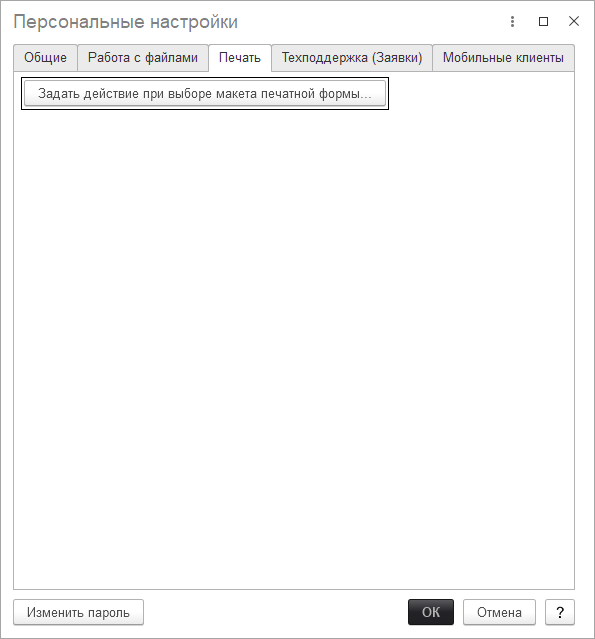 Персональные настройки
Общие
Работа с файлами
Печать
Техподдержка (Заявки)
Мобильные клиенты
Задать действие при выборе макета печатной формы...
Изменить пароль
ОК
Отмена
?